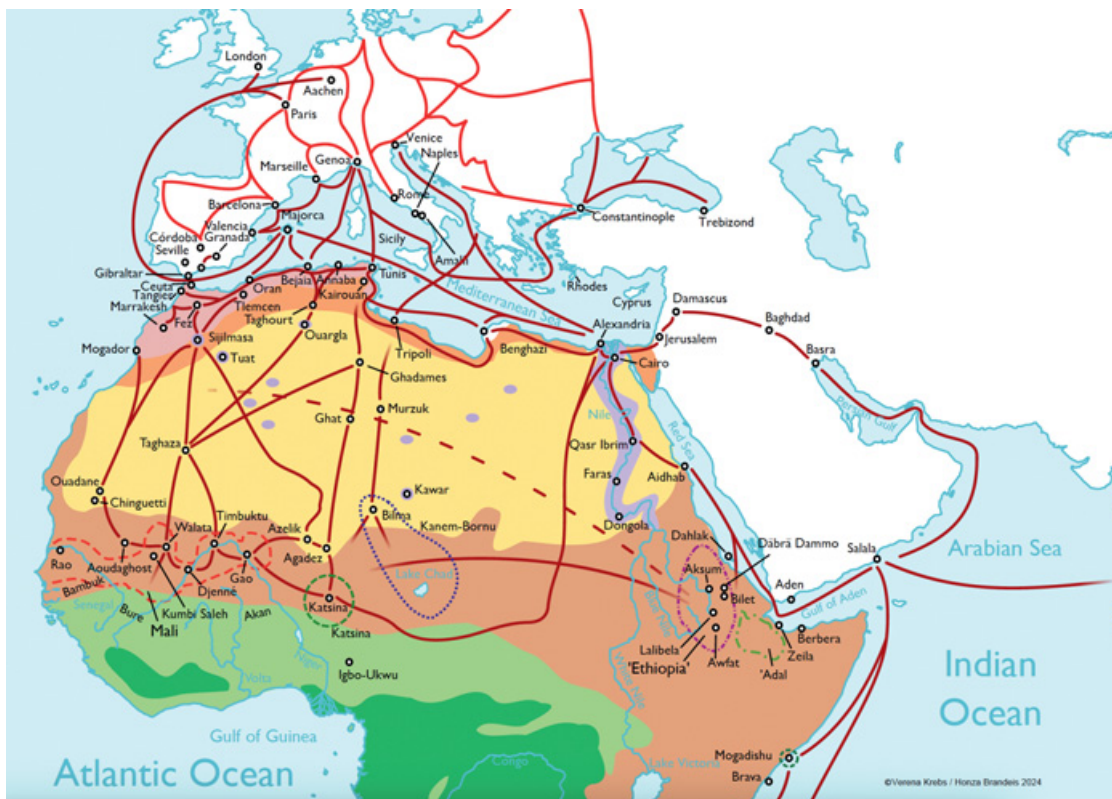 London
Aachen
Paris
Venice
Naples
Genoa
Marseille
Rome
Barcelona
Constantinople
Trebizond
Majorca
Valencia
Granada
Córdoba
Seville
Sicily
Amalfi
Gibraltar
Ceuta
Tangier
Marrakesh
Fez
Oran
Tlemcen
Taghourt
Bejaia
Annaba
Kairouan
Tunis
Mediterranean Sea
Rhodes
Cyprus
Damascus
Baghdad
Alexandria
Jerusalem
Basra
Mogador
Sijilmasa
Tuat
Ouargla
Tripoli
Benghazi
Cairo
Ghadames
Persian Gulf
Ghat
Murzuk
Nile
Red Sea
Taghaza
Qasr Ibrim
Faras
Aidhab
Ouadane
Chinguetti
Kawar
Dongola
Walata
Timbuktu
Azelik
Bilma
Kanem-Bornu
Dahlak
Dabra Dammo
Salala
Arabian Sea
Rao
Aoudaghost
Agadez
Gao
Djenné
Lake Chad
Aksum
Bilet
Aden
Gulf of Aden
Bambuk
Senegal
Bure
Kumbi Saleh
Akan
Katsina
Katsina
Mali
Blue Nile
Lalibela
'Ethiopia'
Awfat
'Adal
Zeila
Berbera
Niger
Igbo-Ukwu
White Nile
Volta
Indian
Ocean
Gulf of Guinea
Atlantic Ocean
Congo
Lake Victoria
Mogadishu
Brava
©Verena Krebs / Honza Brandeis 2024